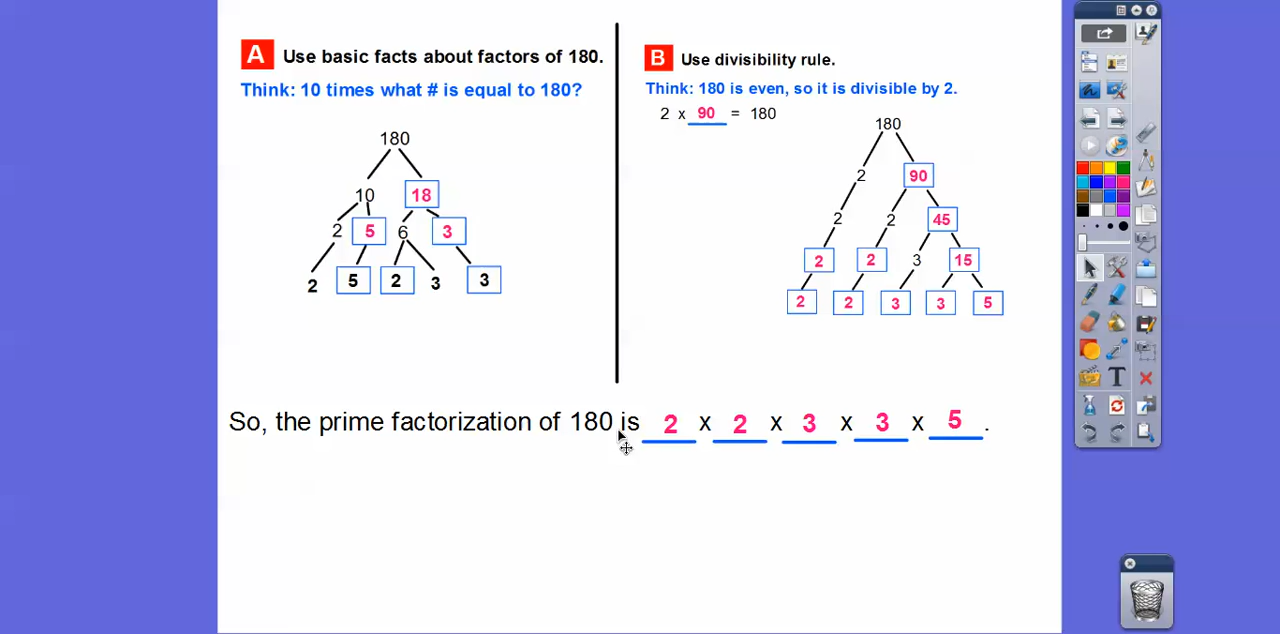 A Use basic facts about factors of 180.
Think: 10 times what # is equal to 180?
180
10 18
2 5 6 3
2 5 2 3 3
B Use divisibility rule.
Think: 180 is even, so it is divisible by 2.
2 x 90 = 180
180
2 90
2 2 45
2 2 3 15
2 2 3 3 5
So, the prime factorization of 180 is 2 x 2 x 3 x 3 x 5 .
T